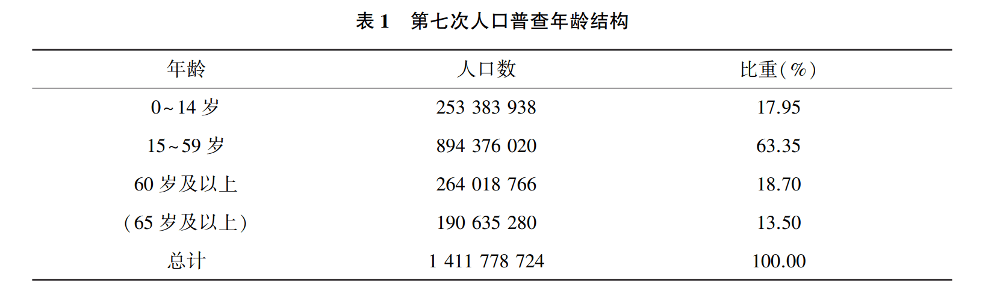 表 1 第七次人口普查年龄结构
年龄 人口数 比重(%)
0~14 岁 253 383 938 17.95
15~59 岁 894 376 020 63.35
60 岁及以上 264 018 766 18.70
(65 岁及以上) 190 635 280 13.50
总计 1 411 778 724 100.00